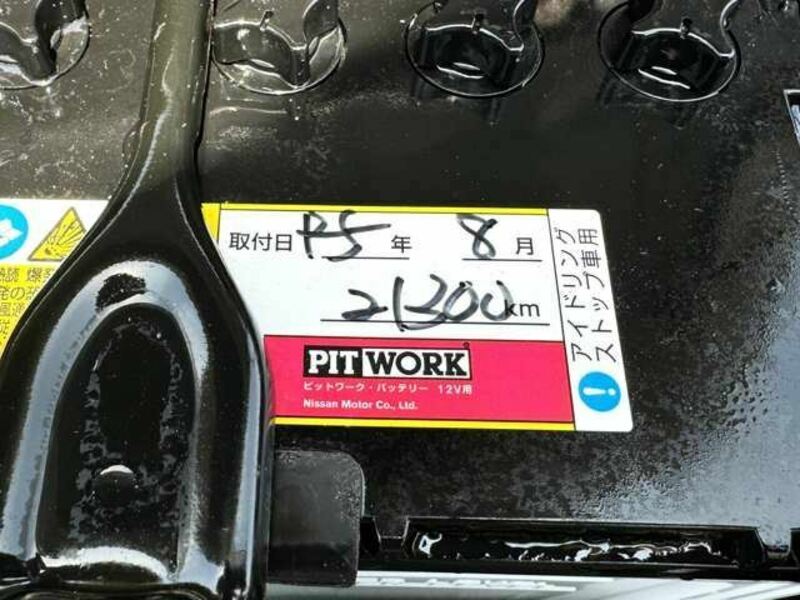 取付日 R5 年 8 月
21300 km
PITWORK
ピットワーク・バッテリー 12V用
Nissan Motor Co., Ltd.
アイドリング
ストップ車用